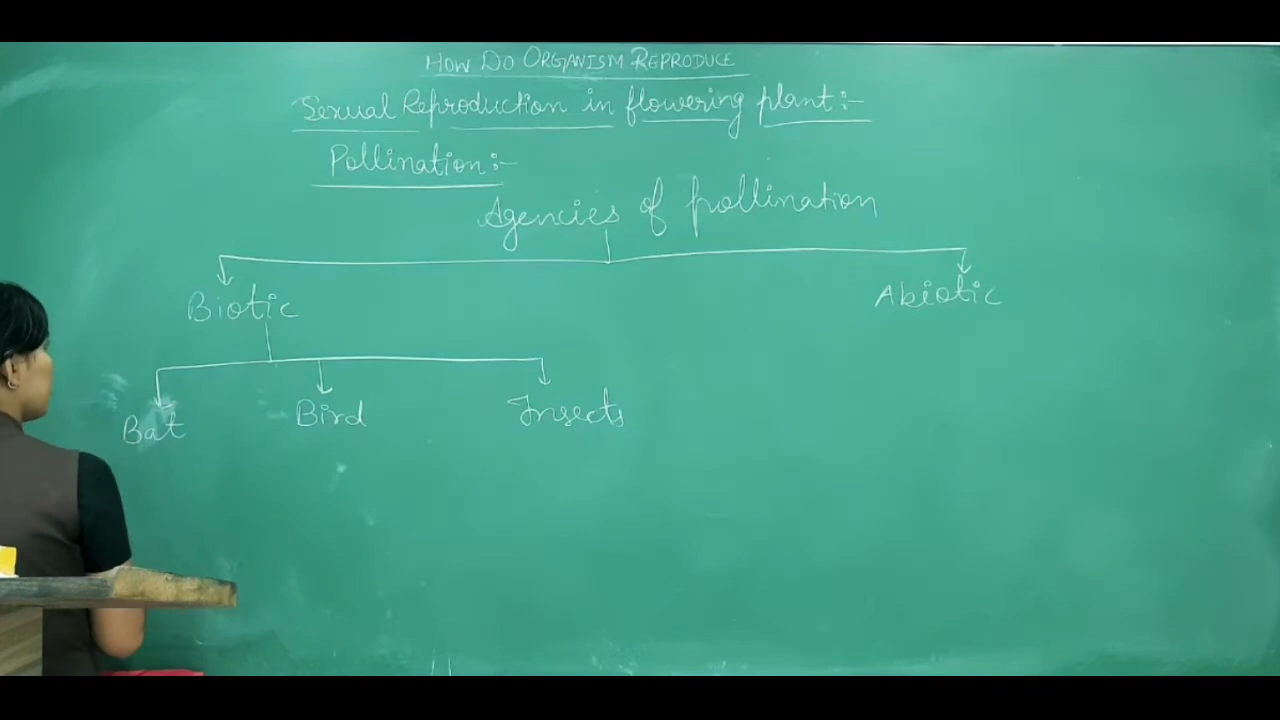 HOW DO ORGANISM REPRODUCE
Sexual Reproduction in flowering plant:-
Pollination:-
Agencies of pollination
Biotic Abiotic
Bat Bird Insects